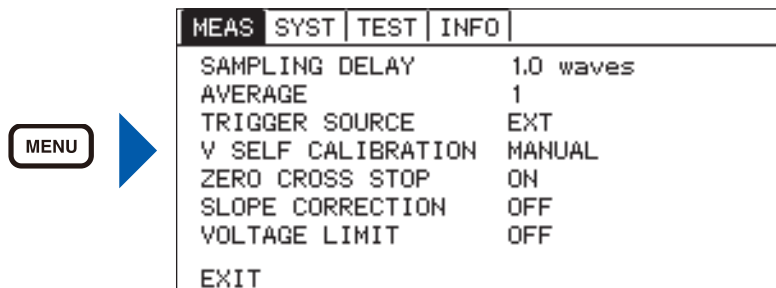 MEAS SYST TEST INFO
SAMPLING DELAY 1.0 waves
AVERAGE 1
TRIGGER SOURCE EXT
MENU
V SELF CALIBRATION MANUAL
ZERO CROSS STOP ON
SLOPE CORRECTION OFF
VOLTAGE LIMIT OFF
EXIT